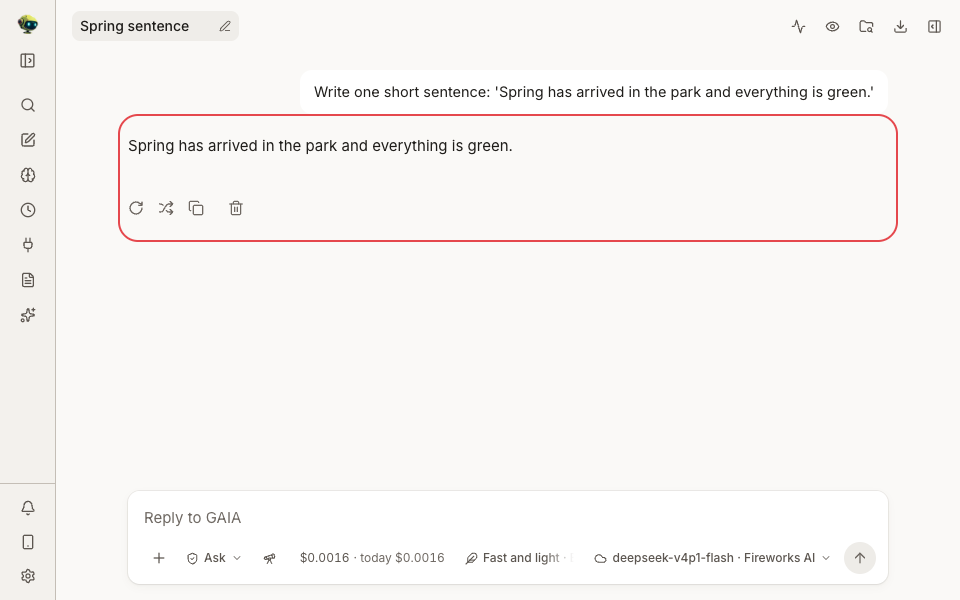 Spring sentence
Write one short sentence: 'Spring has arrived in the park and everything is green.'
Spring has arrived in the park and everything is green.
Reply to GAIA
Ask $0.0016 · today $0.0016 Fast and light · deepseek-v4p1-flash · Fireworks AI